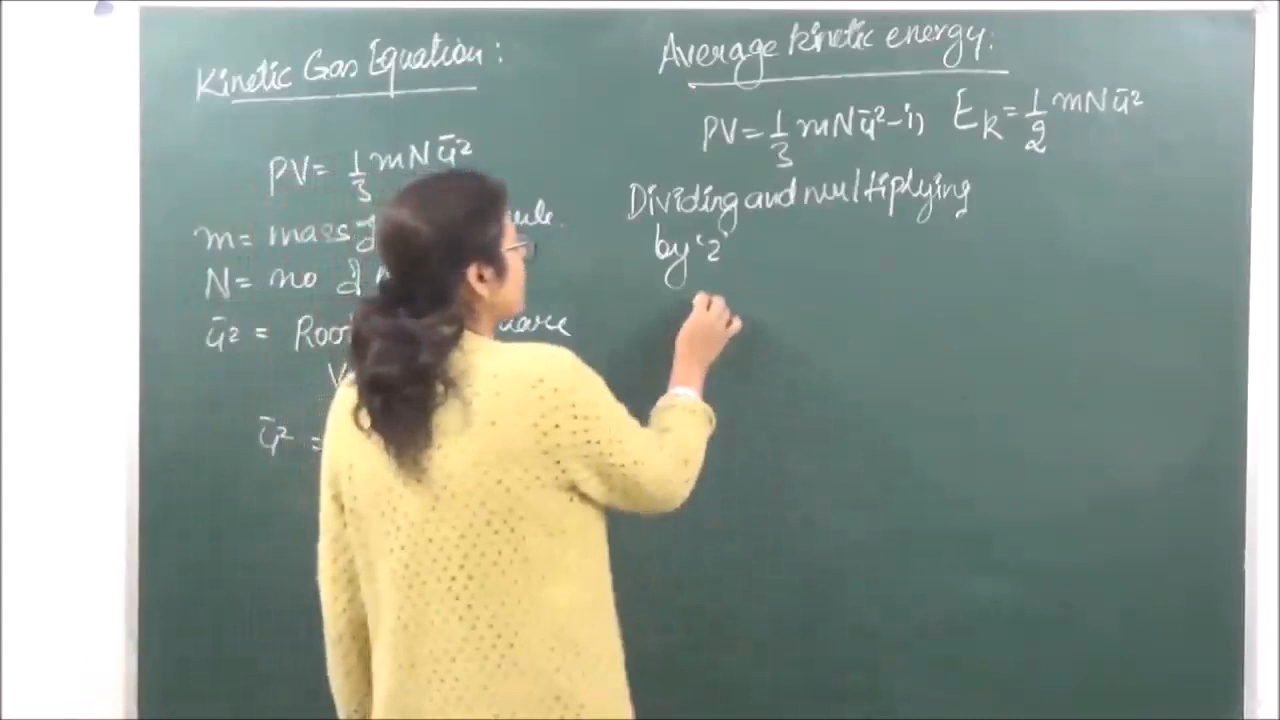 Kinetic Gas Equation :
PV = 1/3 mNū²
m = mass
N = no of
ū² =
ū² =
Average kinetic energy :
PV = 1/3 mNū² - i) E_k = 1/2 mNū²
Dividing and multiplying
by '2'